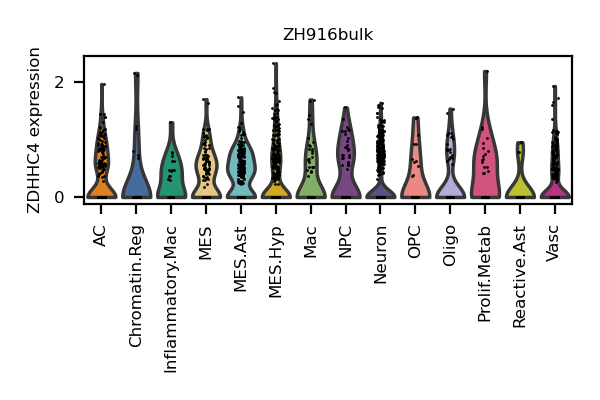 ZH916bulk
ZDHHC4 expression
2
0
AC
Chromatin.Reg
Inflammatory.Mac
MES
MES.Ast
MES.Hyp
Mac
NPC
Neuron
OPC
Oligo
Prolif.Metab
Reactive.Ast
Vasc